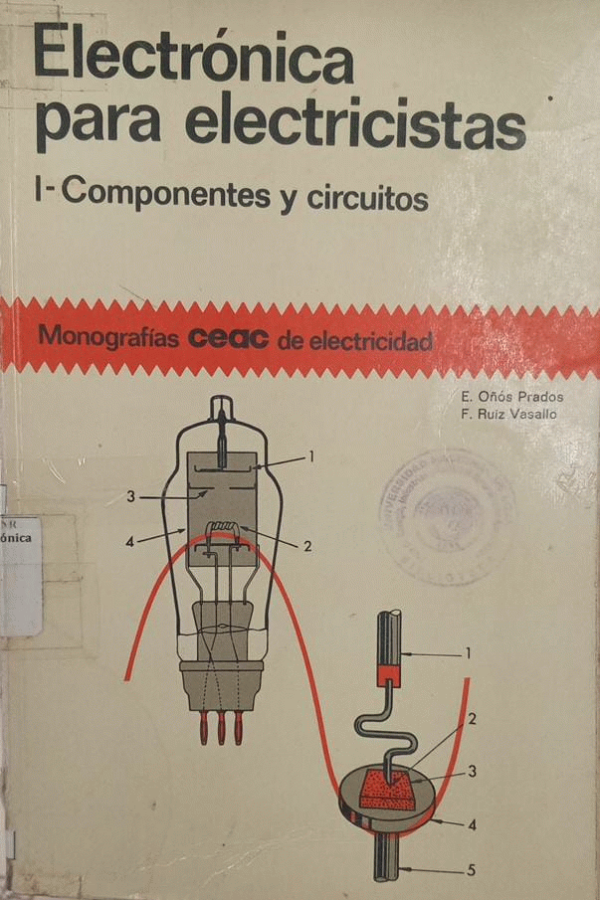 Electrónica
para electricistas
I-Componentes y circuitos
Monografías ceac de electricidad
E. Oñós Prados
F. Ruiz Vasallo
1
3
4
2
ónica
1
2
3
4
5